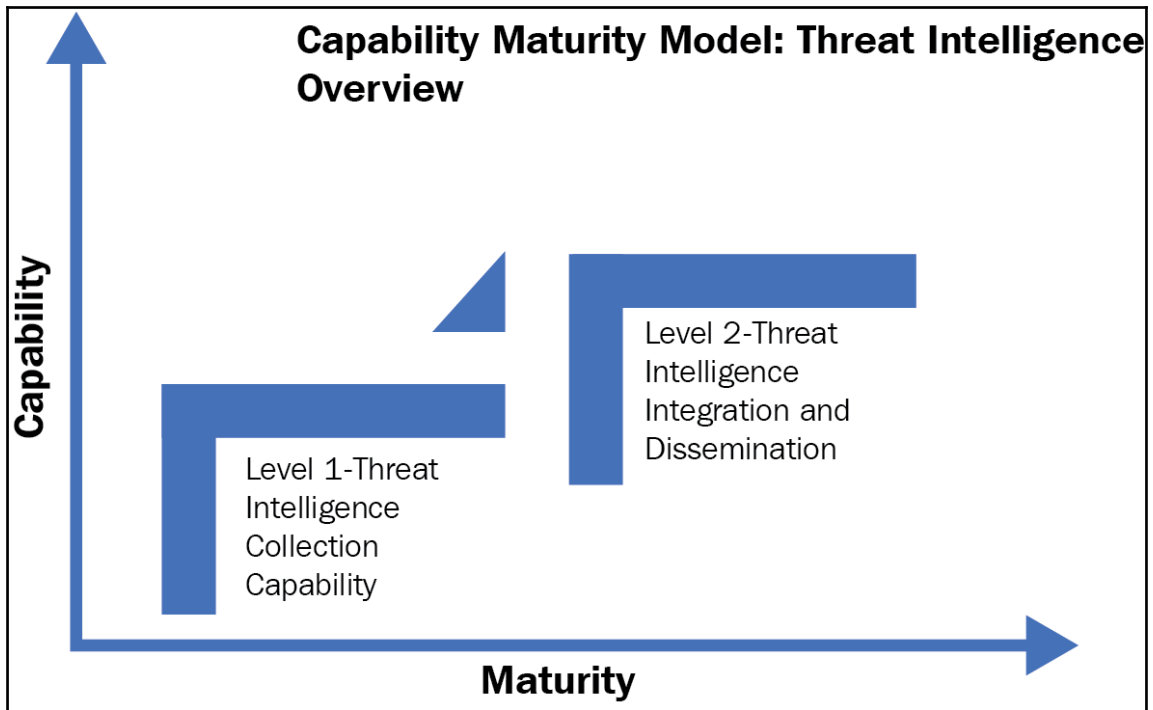 Capability Maturity Model: Threat Intelligence
Overview
Capability
Level 1-Threat
Intelligence
Collection
Capability
Level 2-Threat
Intelligence
Integration and
Dissemination
Maturity